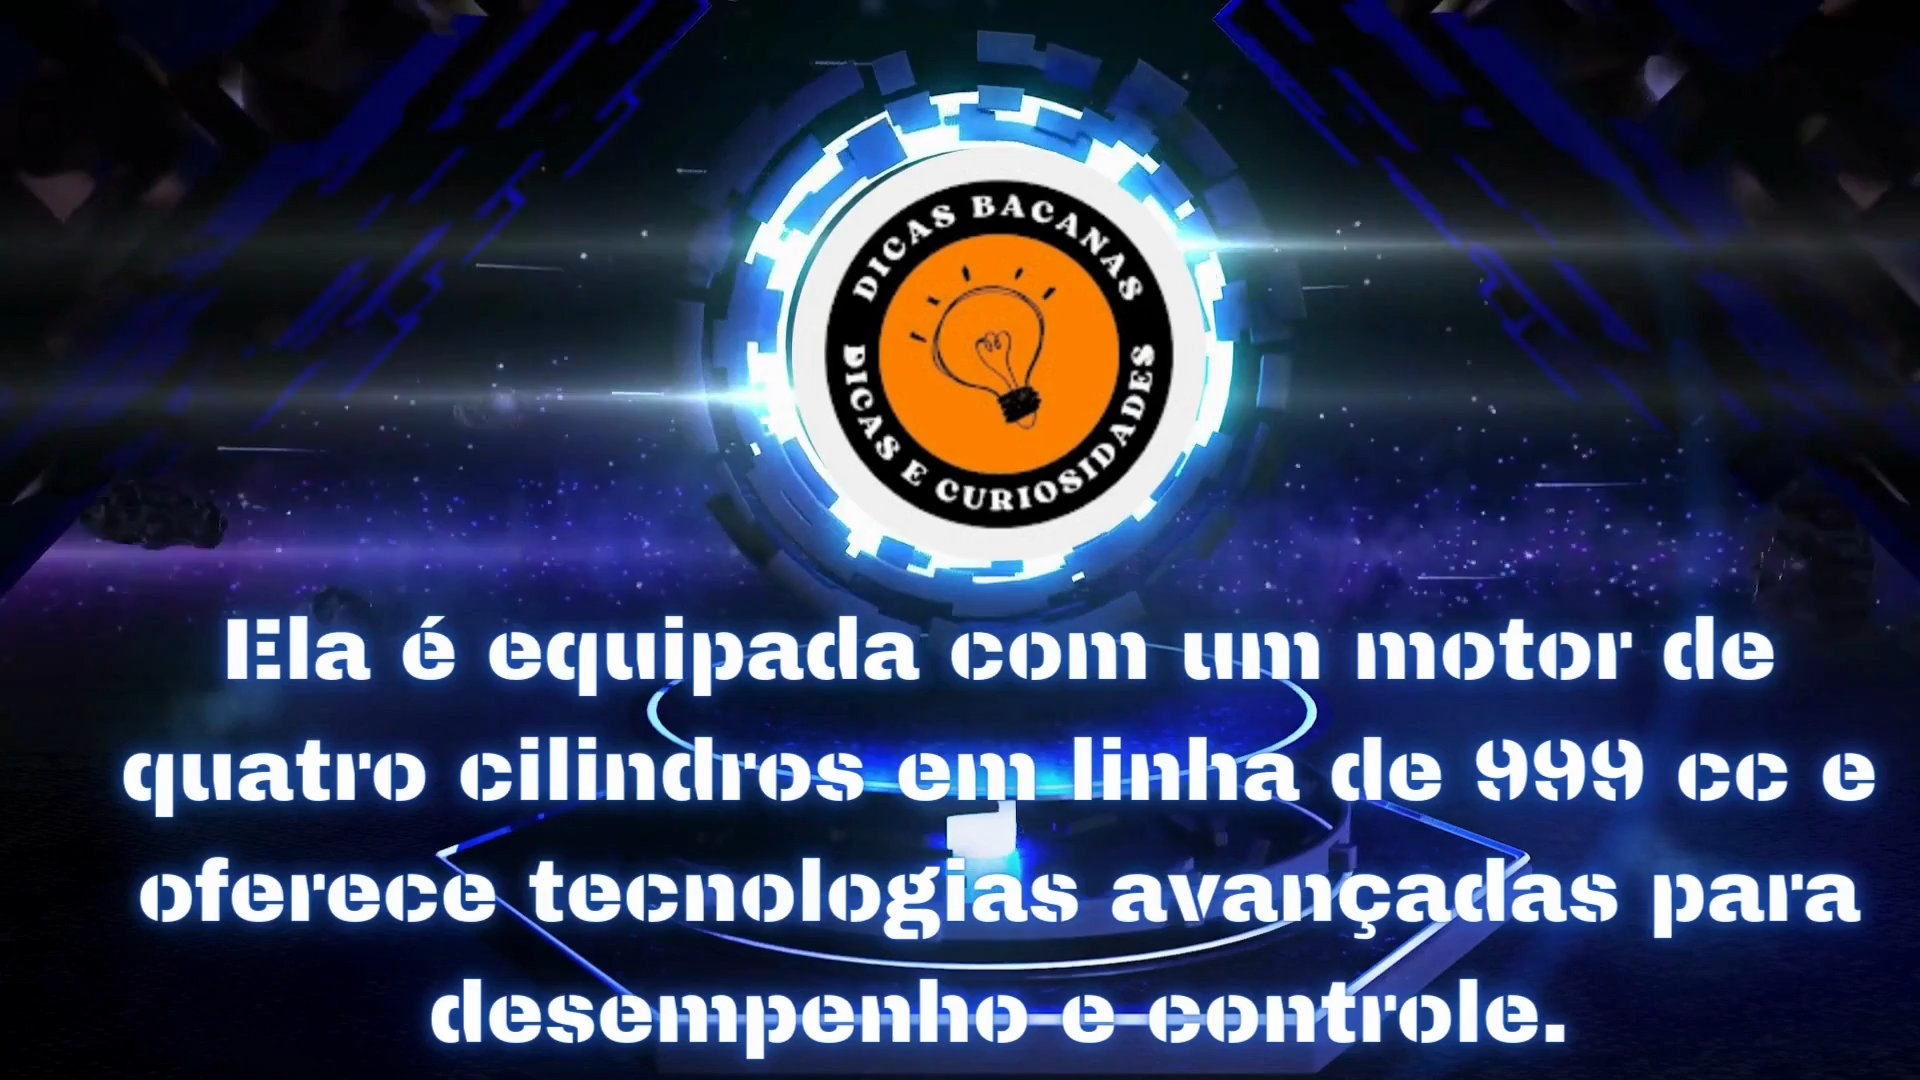 DICAS BACANAS
DICAS E CURIOSIDADES
Ela é equipada com um motor de
quatro cilindros em linha de 999 cc e
oferece tecnologias avançadas para
desempenho e controle.